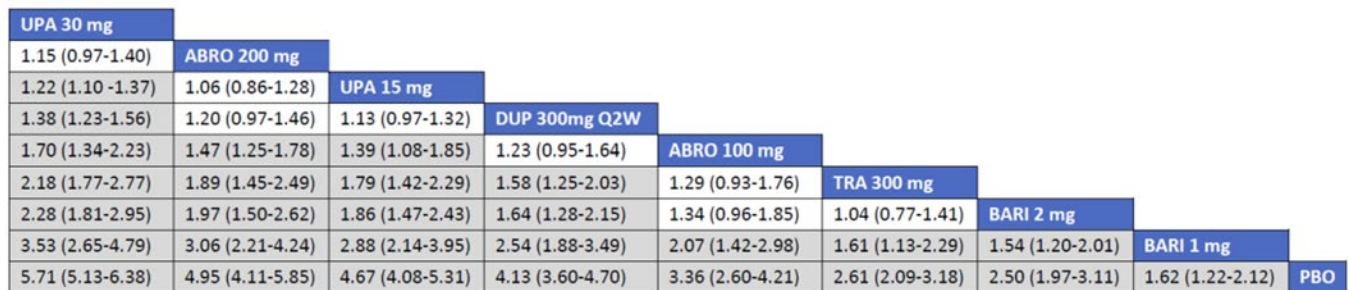 UPA 30 mg
1.15 (0.97-1.40) ABRO 200 mg
1.22 (1.10 -1.37) 1.06 (0.86-1.28) UPA 15 mg
1.38 (1.23-1.56) 1.20 (0.97-1.46) 1.13 (0.97-1.32) DUP 300mg Q2W
1.70 (1.34-2.23) 1.47 (1.25-1.78) 1.39 (1.08-1.85) 1.23 (0.95-1.64) ABRO 100 mg
2.18 (1.77-2.77) 1.89 (1.45-2.49) 1.79 (1.42-2.29) 1.58 (1.25-2.03) 1.29 (0.93-1.76) TRA 300 mg
2.28 (1.81-2.95) 1.97 (1.50-2.62) 1.86 (1.47-2.43) 1.64 (1.28-2.15) 1.34 (0.96-1.85) 1.04 (0.77-1.41) BARI 2 mg
3.53 (2.65-4.79) 3.06 (2.21-4.24) 2.88 (2.14-3.95) 2.54 (1.88-3.49) 2.07 (1.42-2.98) 1.61 (1.13-2.29) 1.54 (1.20-2.01) BARI 1 mg
5.71 (5.13-6.38) 4.95 (4.11-5.85) 4.67 (4.08-5.31) 4.13 (3.60-4.70) 3.36 (2.60-4.21) 2.61 (2.09-3.18) 2.50 (1.97-3.11) 1.62 (1.22-2.12) PBO